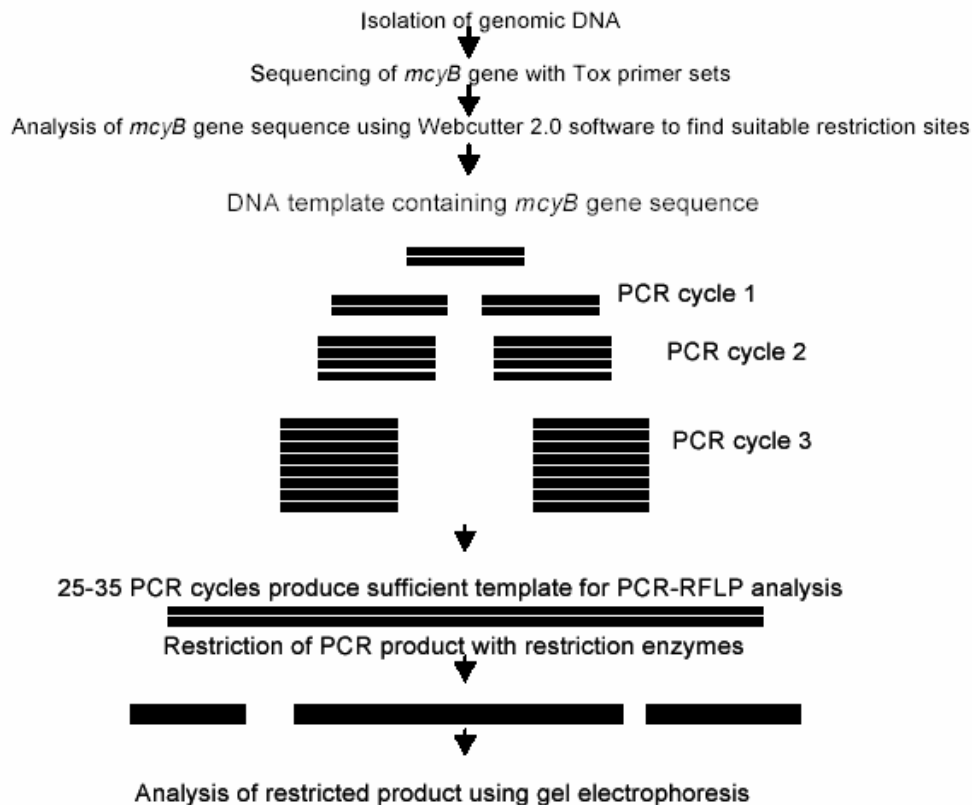 Isolation of genomic DNA
Sequencing of mcyB gene with Tox primer sets
Analysis of mcyB gene sequence using Webcutter 2.0 software to find suitable restriction sites
DNA template containing mcyB gene sequence
PCR cycle 1
PCR cycle 2
PCR cycle 3
25-35 PCR cycles produce sufficient template for PCR-RFLP analysis
Restriction of PCR product with restriction enzymes
Analysis of restricted product using gel electrophoresis